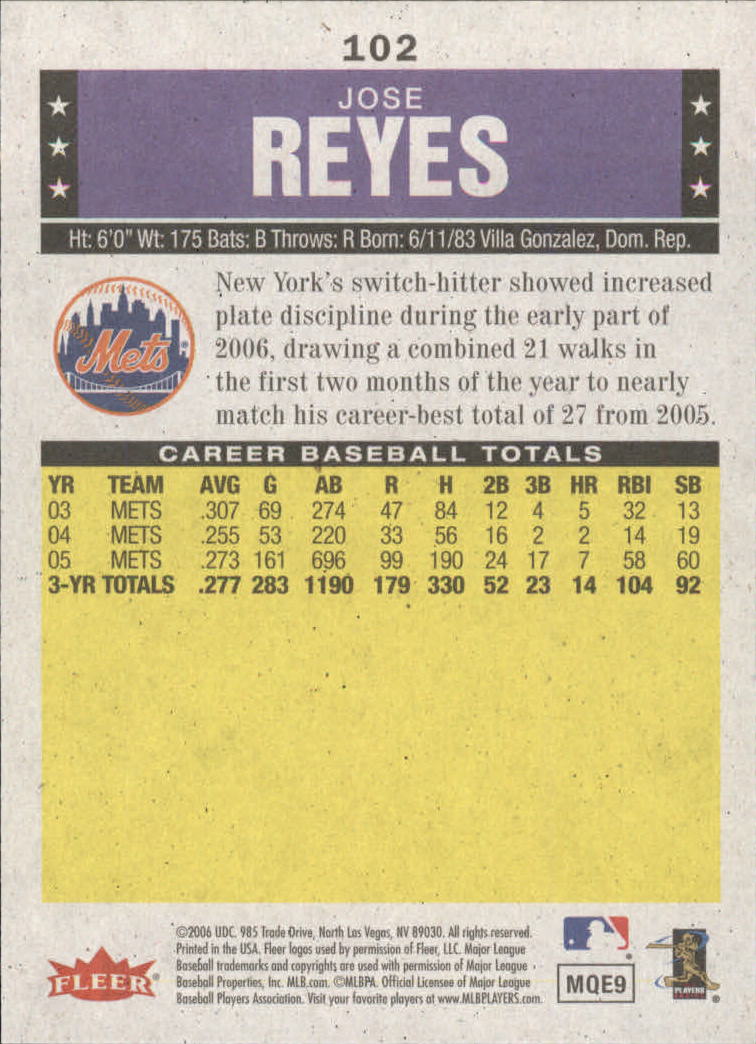 102
JOSE
REYES
Ht: 6'0" Wt: 175 Bats: B Throws: R Born: 6/11/83 Villa Gonzalez, Dom. Rep.
Mets
New York's switch-hitter showed increased
plate discipline during the early part of
2006, drawing a combined 21 walks in
the first two months of the year to nearly
match his career-best total of 27 from 2005.
CAREER BASEBALL TOTALS
YR TEAM AVG G AB R H 2B 3B HR RBI SB
03 METS .307 69 274 47 84 12 4 5 32 13
04 METS .255 53 220 33 56 16 2 2 14 19
05 METS .273 161 696 99 190 24 17 7 58 60
3-YR TOTALS .277 283 1190 179 330 52 23 14 104 92
©2006 UDC. 985 Trade Drive, North Las Vegas, NV 89030. All rights reserved.
Printed in the USA. Fleer logos used by permission of Fleer, LLC. Major League
Baseball trademarks and copyrights are used with permission of Major League
Baseball Properties, Inc. MLB.com. ©MLBPA. Official Licensee of Major League
Baseball Players Association. Visit your favorite players at www.MLBPLAYERS.com.
FLEER®
MQE9
PLAYERS